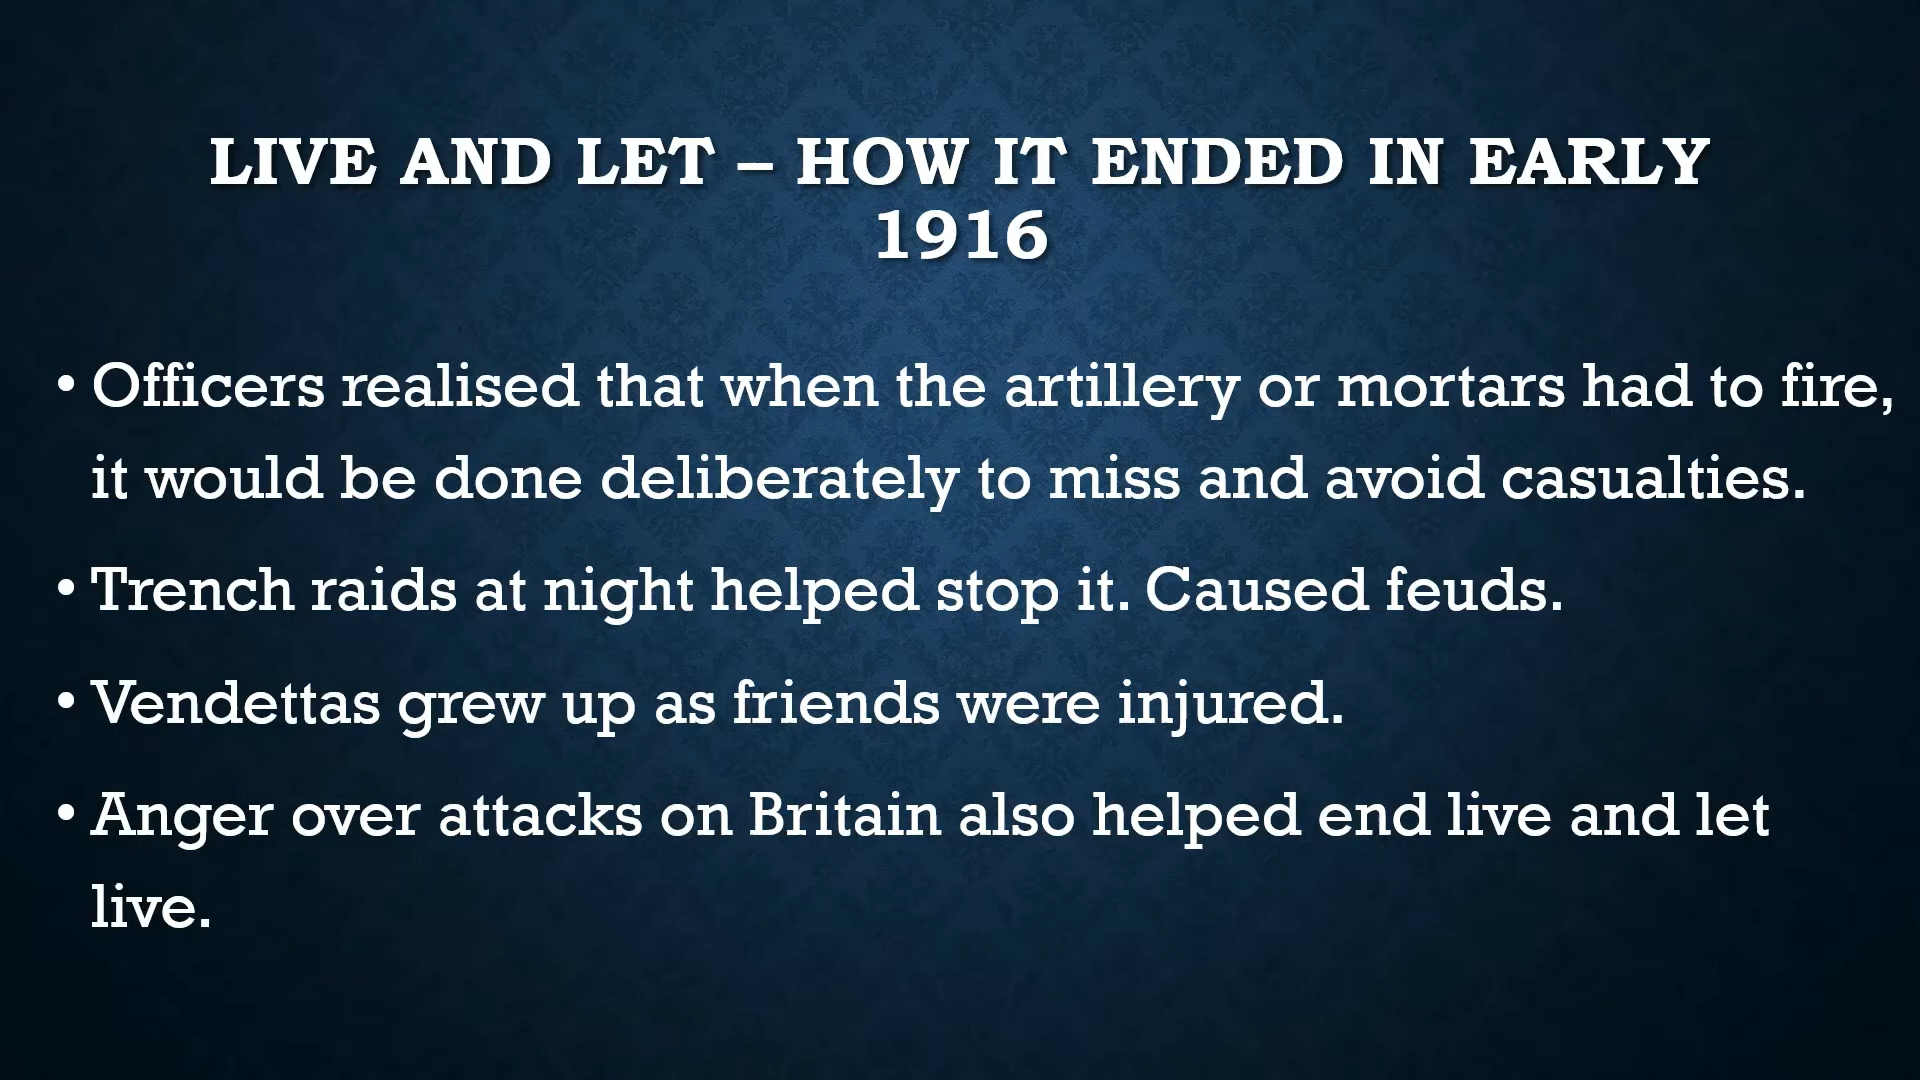 LIVE AND LET – HOW IT ENDED IN EARLY
1916
• Officers realised that when the artillery or mortars had to fire,
it would be done deliberately to miss and avoid casualties.
• Trench raids at night helped stop it. Caused feuds.
• Vendettas grew up as friends were injured.
• Anger over attacks on Britain also helped end live and let
live.